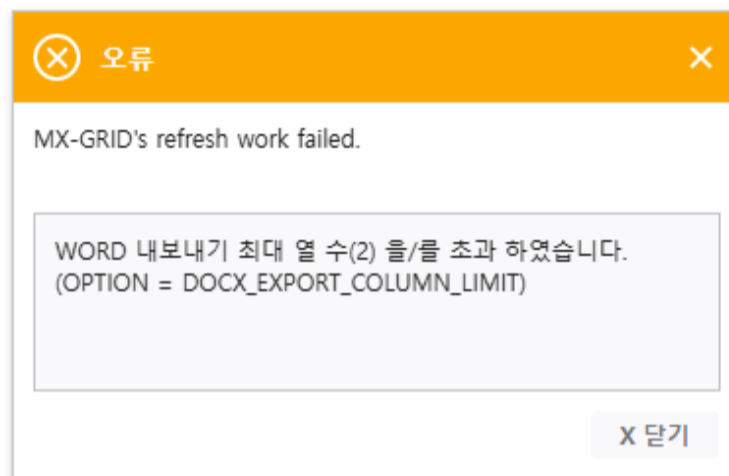 오류
MX-GRID's refresh work failed.
WORD 내보내기 최대 열 수(2) 을/를 초과 하였습니다.
(OPTION = DOCX_EXPORT_COLUMN_LIMIT)
X 닫기